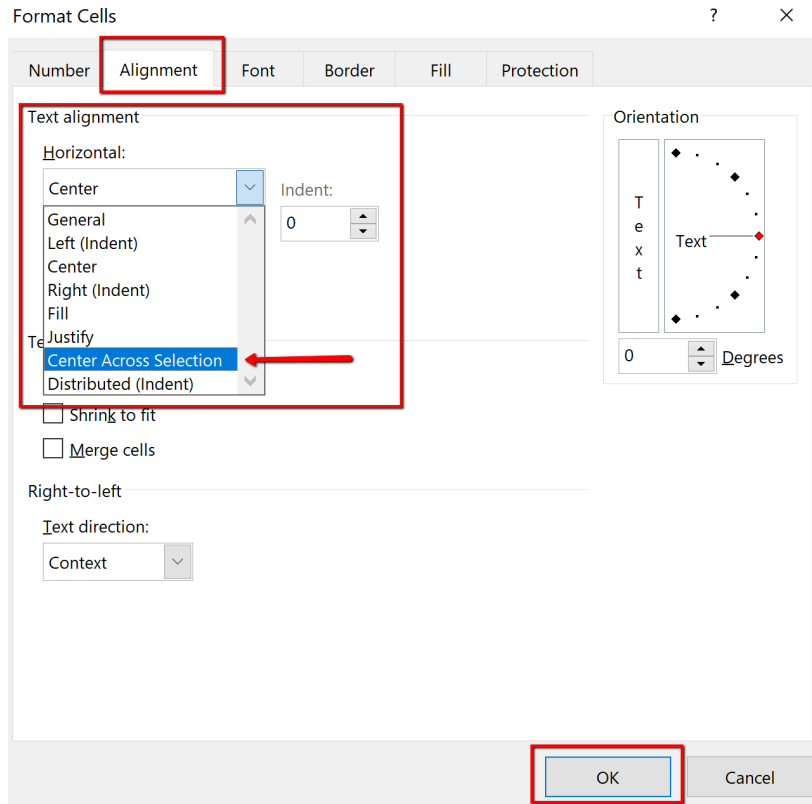 Format Cells ?
Number Alignment Font Border Fill Protection
Text alignment
Horizontal:
Center
Indent:
0
General
Left (Indent)
Center
Right (Indent)
Fill
Justify
Center Across Selection
Distributed (Indent)
Te
Shrink to fit
Merge cells
Right-to-left
Text direction:
Context
Orientation
T
e
x
t
Text
0 Degrees
OK Cancel